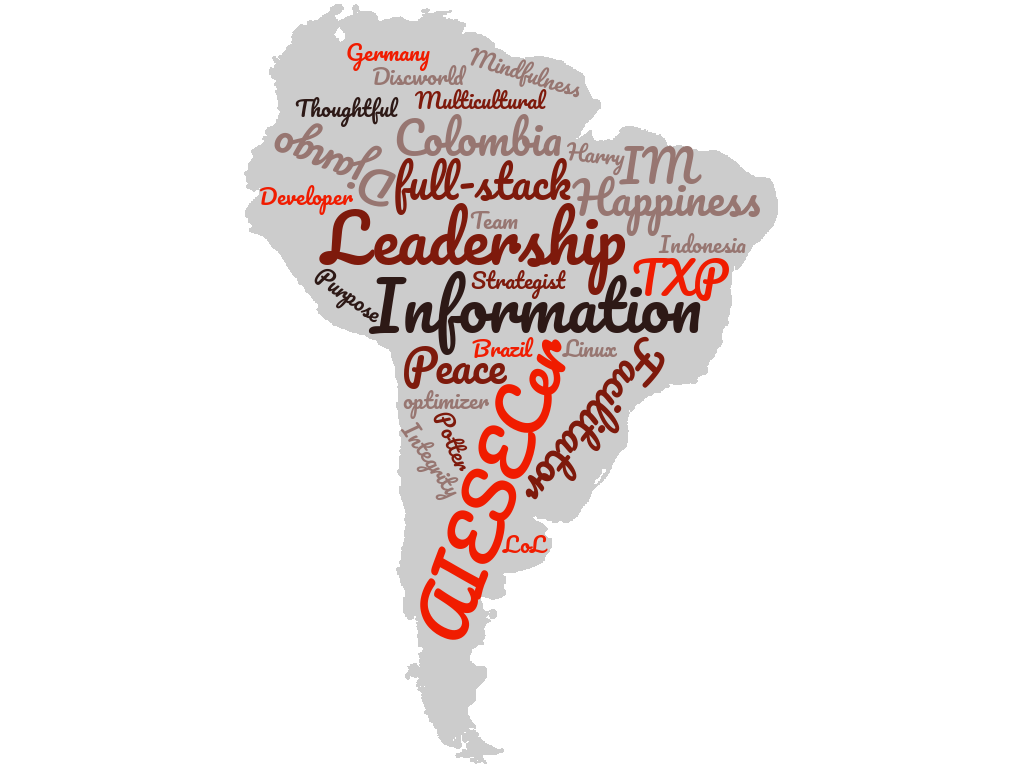 Germany
Mindfulness
Discworld
Multicultural
Thoughtful
Colombia
Django
Harry
IM
full-stack
Developer
Happiness
Team
Leadership
Indonesia
TXP
Strategist
Purpose
Information
Brazil
Linux
Peace
Facilitator
optimizer
Potter
Integrity
AIESECer
LoL